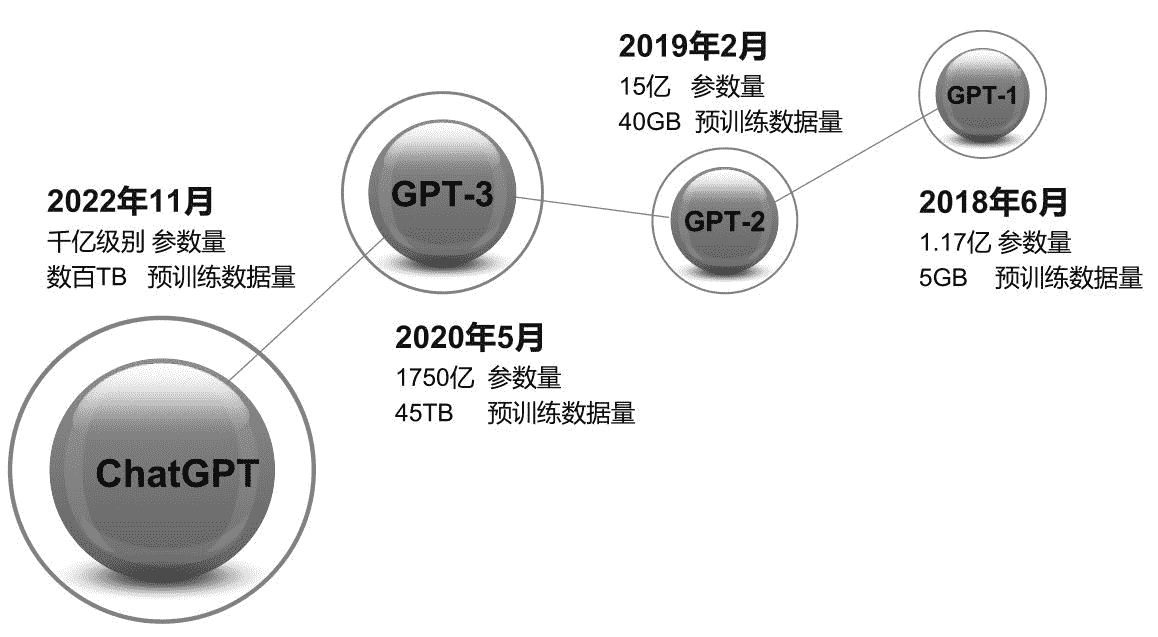 2019年2月
15亿 参数量
40GB 预训练数据量
GPT-1
GPT-3
GPT-2
2022年11月
千亿级别 参数量
数百TB 预训练数据量
2018年6月
1.17亿 参数量
5GB 预训练数据量
2020年5月
1750亿 参数量
45TB 预训练数据量
ChatGPT